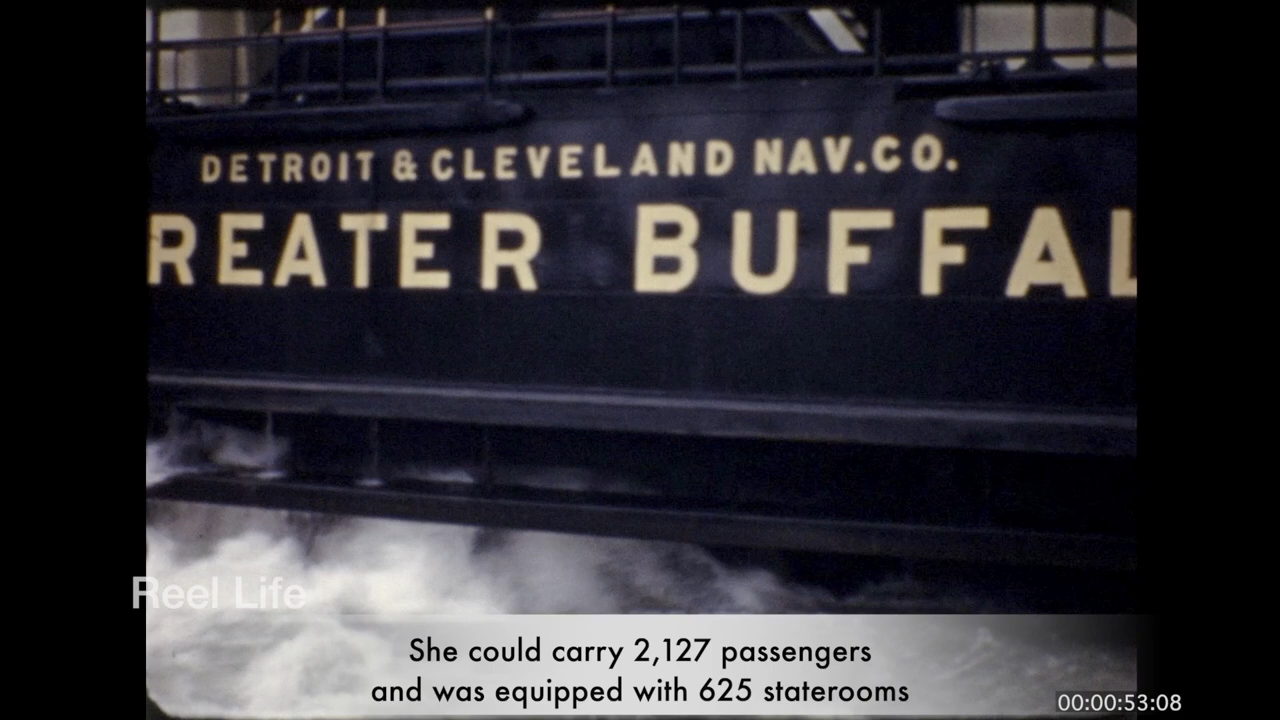 DETROIT & CLEVELAND NAV.CO.
REATER BUFFAL
Reel Life
She could carry 2,127 passengers
and was equipped with 625 staterooms
00:00:53:08